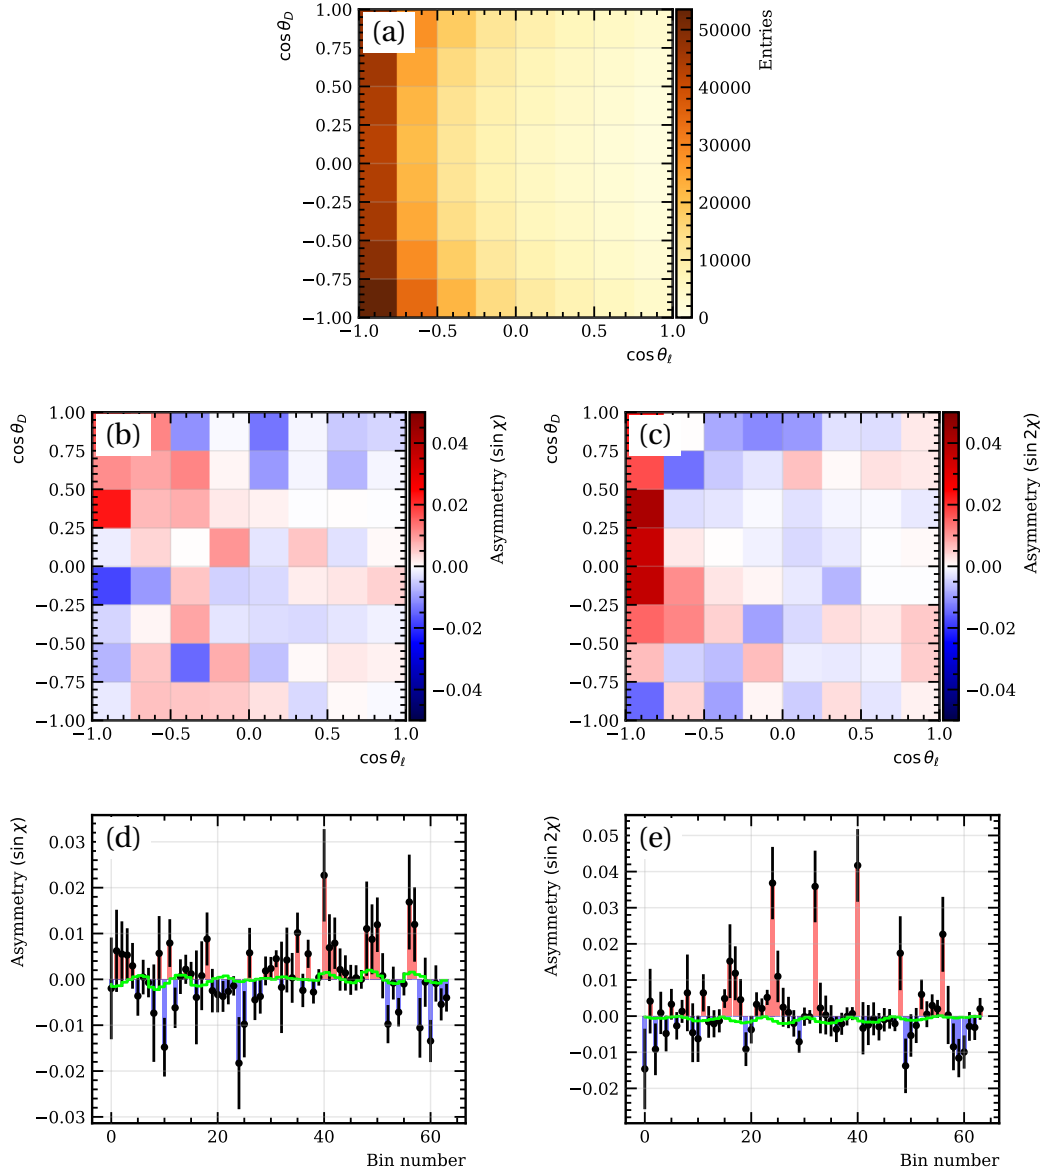 (a)
cos θ_D
1.00
0.75
0.50
0.25
0.00
−0.25
−0.50
−0.75
−1.00
−1.0 −0.5 0.0 0.5 1.0
cos θ_ℓ
50000
40000
30000
20000
10000
0
Entries
(b)
cos θ_D
1.00
0.75
0.50
0.25
0.00
−0.25
−0.50
−0.75
−1.00
−1.0 −0.5 0.0 0.5 1.0
cos θ_ℓ
0.04
0.02
0.00
−0.02
−0.04
Asymmetry (sin χ)
(c)
cos θ_D
1.00
0.75
0.50
0.25
0.00
−0.25
−0.50
−0.75
−1.00
−1.0 −0.5 0.0 0.5 1.0
cos θ_ℓ
0.04
0.02
0.00
−0.02
−0.04
Asymmetry (sin 2χ)
(d)
Asymmetry (sin χ)
0.03
0.02
0.01
0.00
−0.01
−0.02
−0.03
0 20 40 60
Bin number
(e)
Asymmetry (sin 2χ)
0.05
0.04
0.03
0.02
0.01
0.00
−0.01
−0.02
0 20 40 60
Bin number